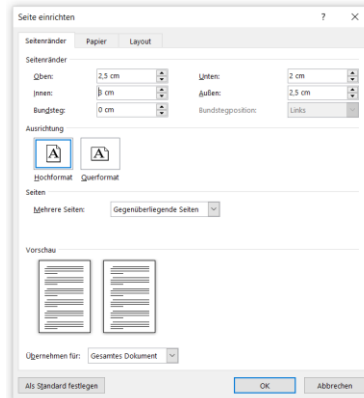 Seite einrichten ? X
Seitenränder Papier Layout
Seitenränder
Oben: 2,5 cm Unten: 2 cm
Innen: 3 cm Außen: 2,5 cm
Bundsteg: 0 cm Bundstegposition: Links
Ausrichtung
A A
Hochformat Querformat
Seiten
Mehrere Seiten: Gegenüberliegende Seiten
Vorschau
Übernehmen für: Gesamtes Dokument
Als Standard festlegen OK Abbrechen